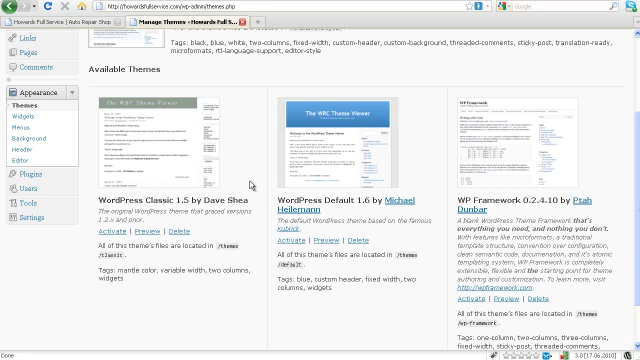 http://howardsfullservice.com/wp-admin/themes.php
Google
Howards Full Service | Auto Repair Shop
Manage Themes ‹ Howards Full S...
Links
Pages
Comments
Appearance
Themes
Widgets
Menus
Background
Header
Editor
Plugins
Users
Tools
Settings
Tags: black, blue, white, two-columns, fixed-width, custom-header, custom-background, threaded-comments, sticky-post, translation-ready,
microformats, rtl-language-support, editor-style
Available Themes
The WRC Theme Viewer
WordPress Classic 1.5 by Dave Shea
The original WordPress theme that graced versions
1.2.x and prior.
Activate | Preview | Delete
All of this theme's files are located in /themes
/classic.
Tags: mantle color, variable width, two columns,
widgets
The WRC Theme Viewer
WordPress Default 1.6 by Michael
Heilemann
The default WordPress theme based on the famous
Kubrick.
Activate | Preview | Delete
All of this theme's files are located in /themes
/default.
Tags: blue, custom header, fixed width, two
columns, widgets
WP Framework
WP Framework 0.2.4.10 by Ptah
Dunbar
A blank WordPress Theme Framework that's
everything you need, and nothing you don't.
With features like microformats, a traditional
template structure, convention over configuration,
clean semantic code, documentation, and it's atomic
templating system, WP Framework is completely
extensible, flexible and the starting point for theme
authoring and customization. To learn more, visit
http://wpframework.com
Activate | Preview | Delete
All of this theme's files are located in /themes
/wp-framework.
Tags: one-column, two-columns, three-columns,
fixed-width, sticky-post, threaded-comments,
Done
3.0 [17.06.2010]